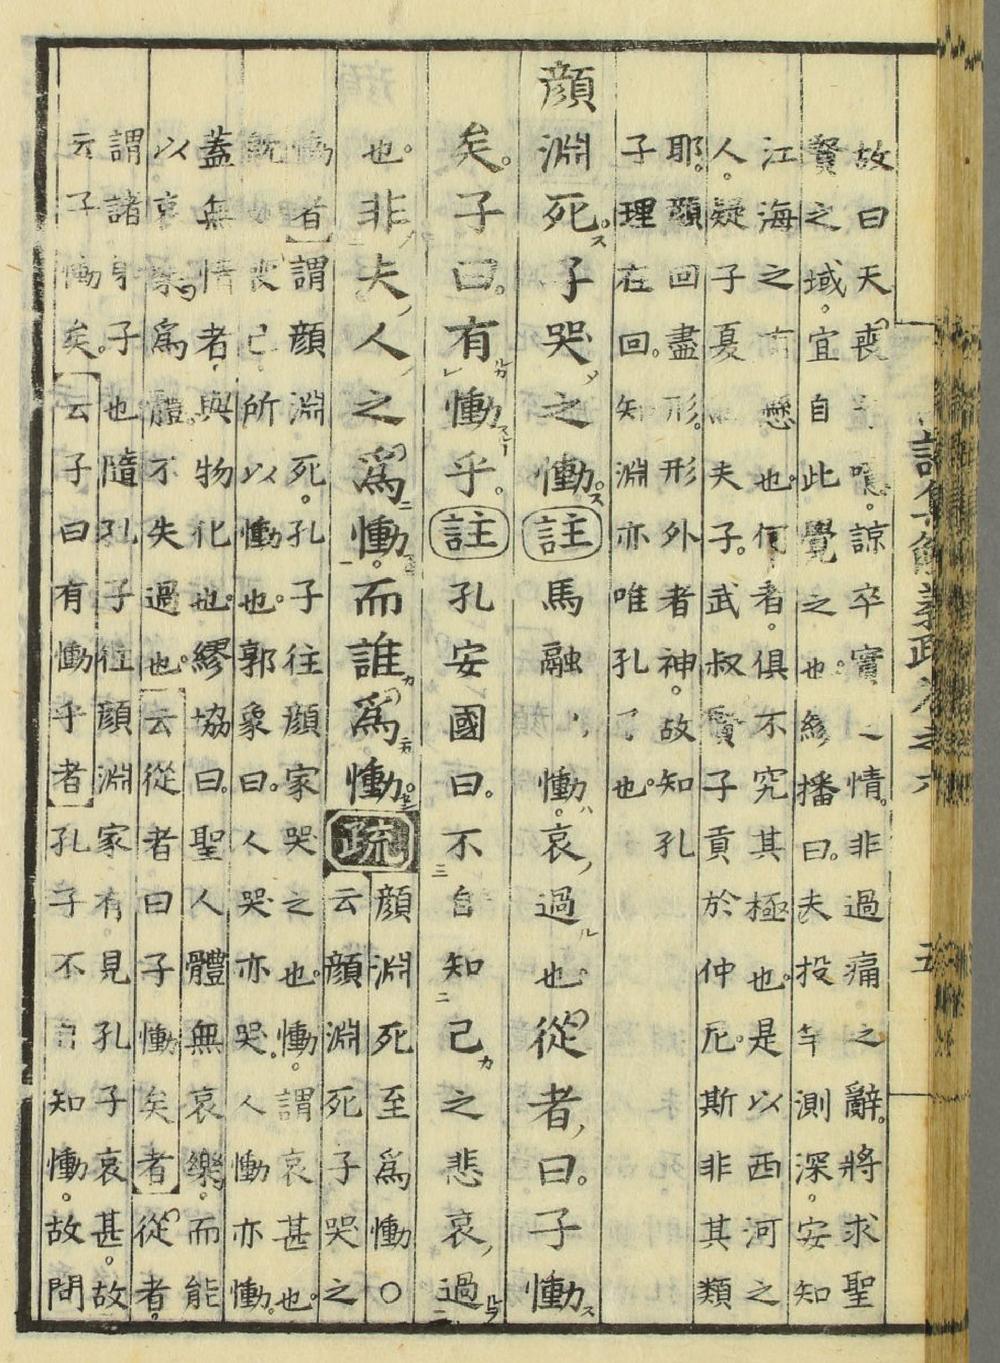 故曰天喪諒卒實之情。非過痛之辭。將求聖
賢之域。宜自此覺之也。繆播曰。夫投竿測深。安知
江海之懸也。何者。俱不究其極也。是以西河之
人。疑子夏夫子。武叔賢子貢於仲尼。斯非其類
耶。顏回盡形。形外者神。故知孔
子理在回。知淵亦唯孔子也。
顏淵死。子哭之慟。註馬融曰慟。哀過也。從者曰。子慟
矣。子曰。有慟乎。註孔安國曰。不自知己之悲哀過
也。非夫人之爲慟。而誰爲慟。疏
顏淵死至爲慟〇
云顏淵死子哭之
慟者謂顏淵死。孔子往顏家哭之也。慟。謂哀甚也。
既喪己所以慟也。郭象曰。人哭亦哭。人慟亦慟。
蓋無情者。與物化也。繆協曰。聖人體無哀樂。而能
以哀樂爲體。不失過也。云從者曰子慟矣者從者。
謂諸弟子也隨孔子往顏淵家有見孔子哀甚。故
云子慟矣。云子曰有慟乎者孔子不自知慟。故問